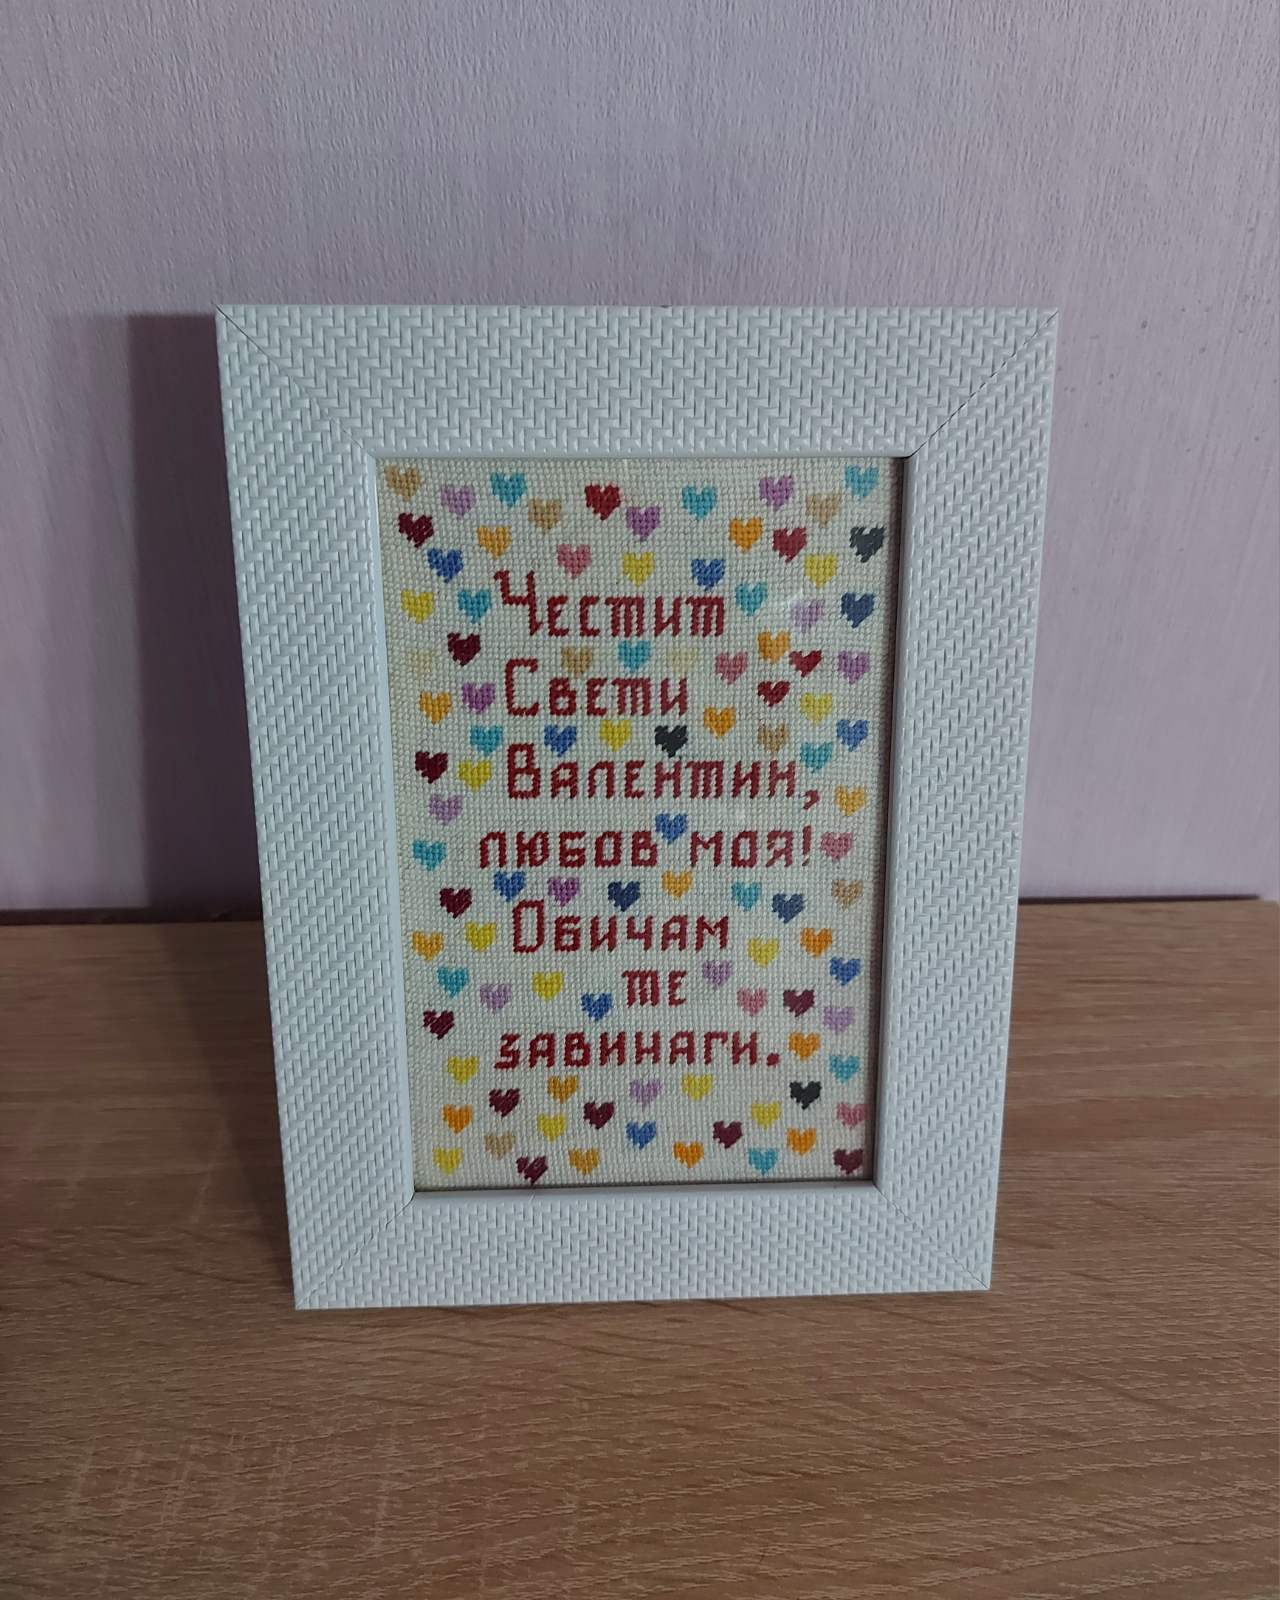 Честит
Свети
Валентин,
любов моя!
Обичам
те
завинаги.